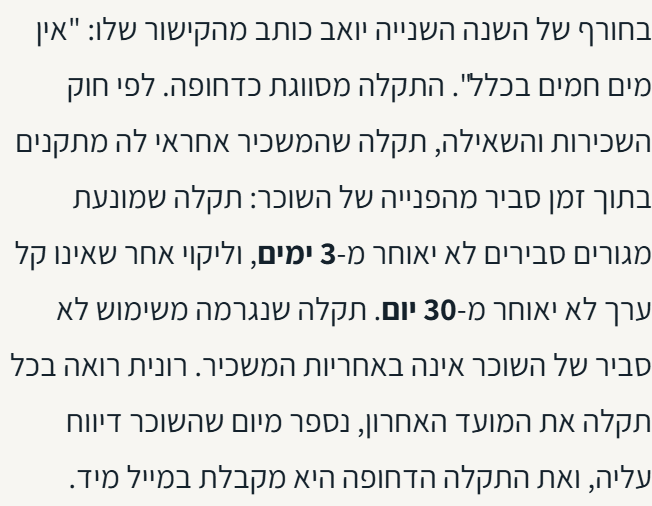 בחורף של השנה השנייה יואב כותב מהקישור שלו: "אין
מים חמים בכלל". התקלה מסווגת כדחופה. לפי חוק
השכירות והשאילה, תקלה שהמשכיר אחראי לה מתקנים
בתוך זמן סביר מהפנייה של השוכר: תקלה שמונעת
מגורים סבירים לא יאוחר מ-3 ימים, וליקוי אחר שאינו קל
ערך לא יאוחר מ-30 יום. תקלה שנגרמה משימוש לא
סביר של השוכר אינה באחריות המשכיר. רונית רואה בכל
תקלה את המועד האחרון, נספר מיום שהשוכר דיווח
עליה, ואת התקלה הדחופה היא מקבלת במייל מיד.